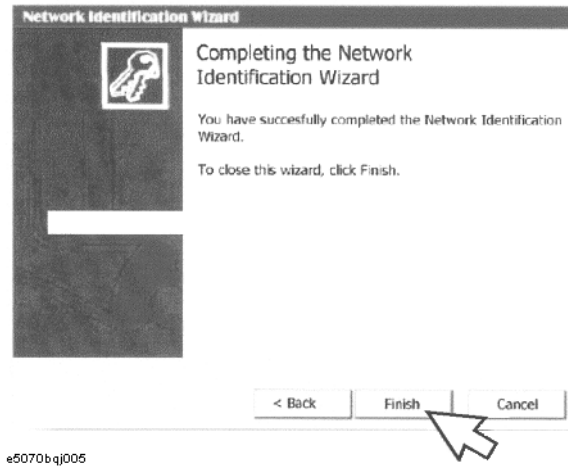 Network Identification Wizard
Completing the Network
Identification Wizard
You have succesfully completed the Network Identification
Wizard.
To close this wizard, click Finish.
< Back
Finish
Cancel
e5070bqj005